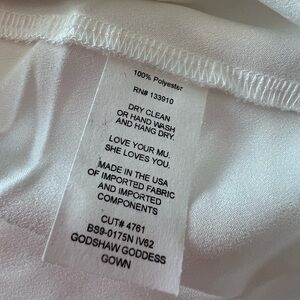 100% Polyester
RN# 133910
DRY CLEAN
OR HAND WASH
AND HANG DRY.
LOVE YOUR MU.
SHE LOVES YOU.
MADE IN THE USA
OF IMPORTED FABRIC
AND IMPORTED
COMPONENTS
CUT# 4761
BS9-0175N IV62
GODSHAW GODDESS
GOWN